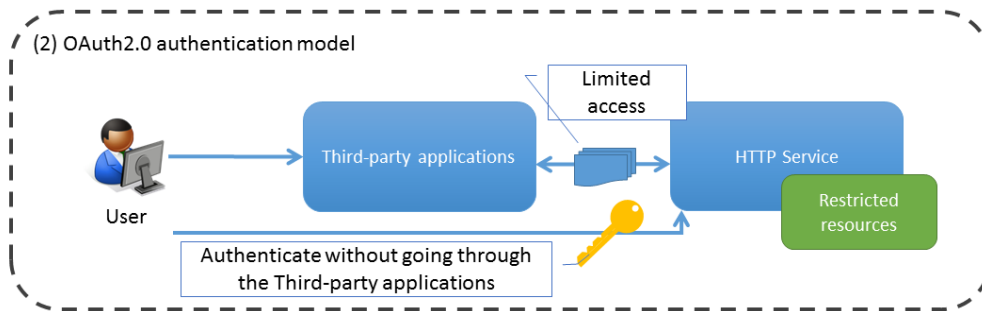 (2) OAuth2.0 authentication model
Limited
access
Third-party applications
HTTP Service
Restricted
resources
User
Authenticate without going through
the Third-party applications